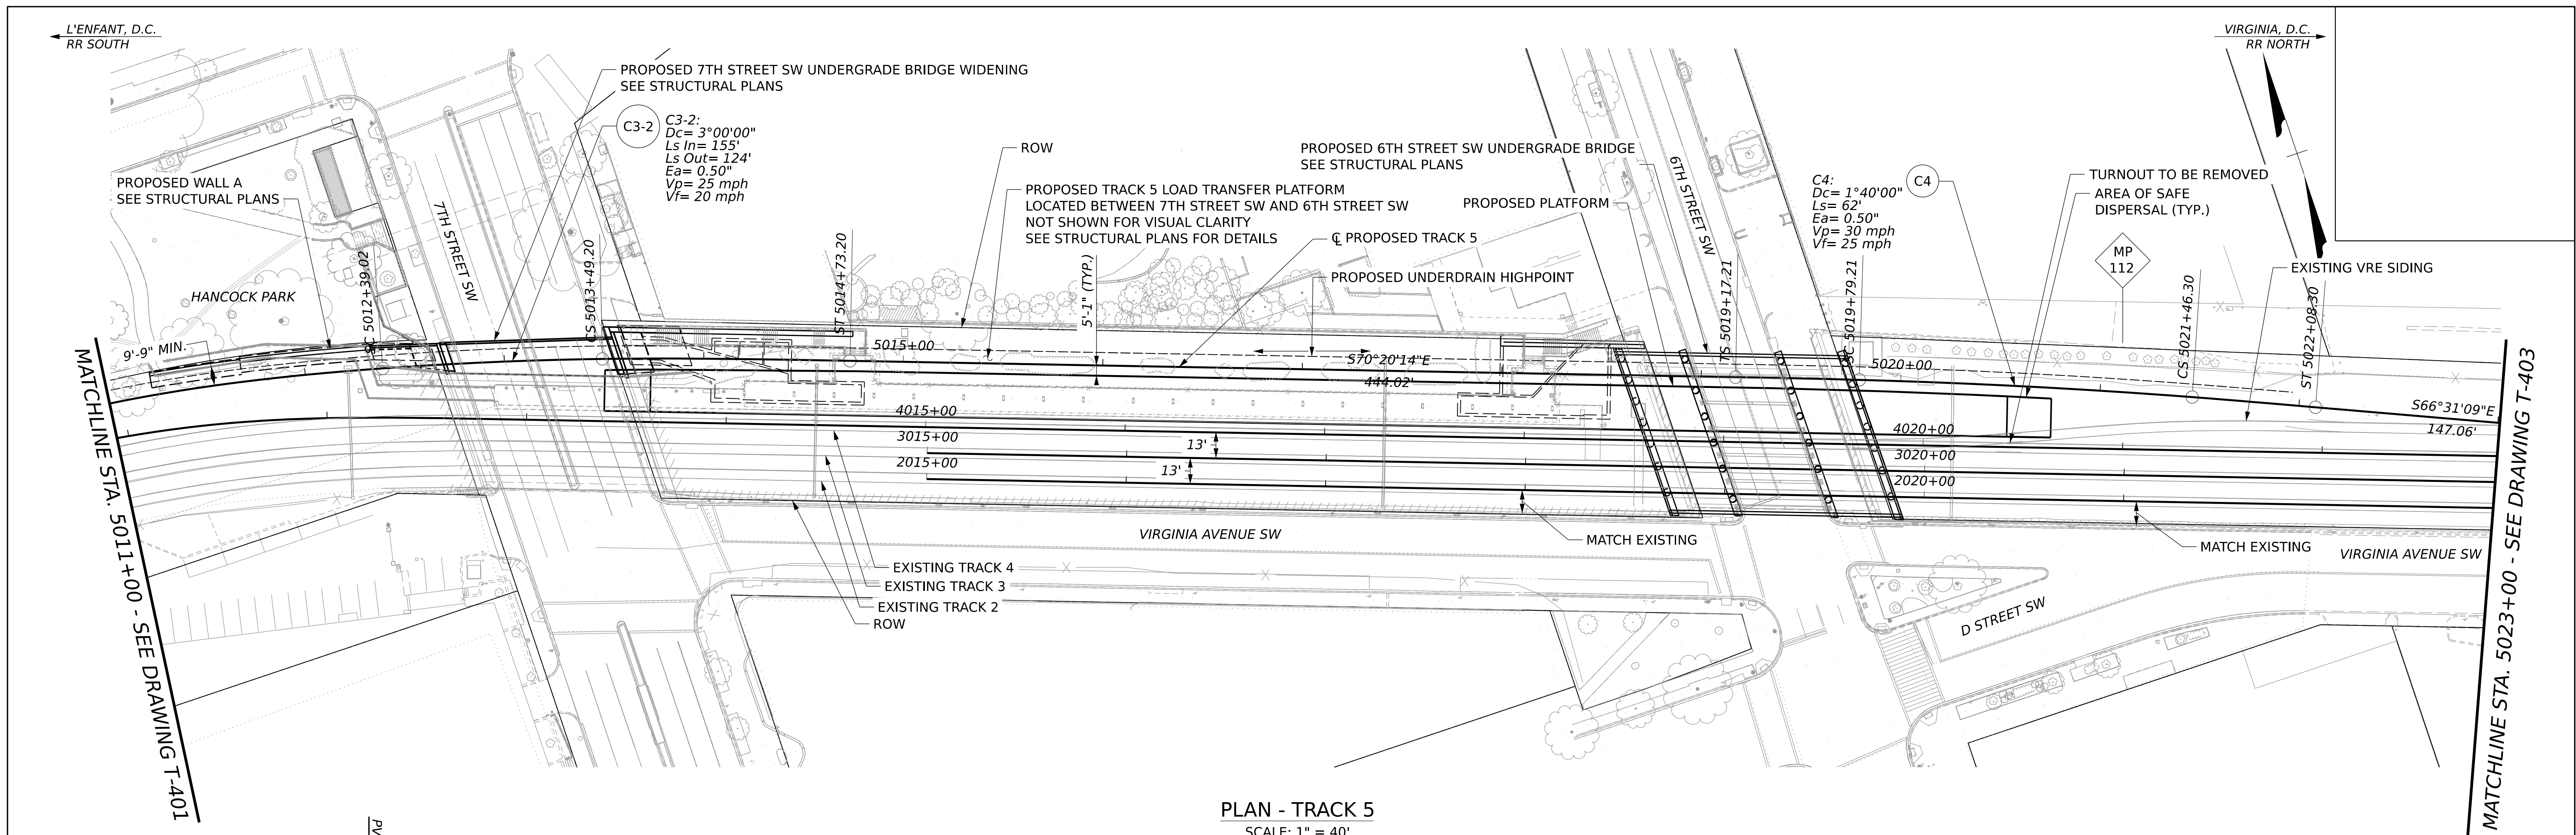 L'ENFANT, D.C.
RR SOUTH
VIRGINIA, D.C.
RR NORTH
PROPOSED 7TH STREET SW UNDERGRADE BRIDGE WIDENING
SEE STRUCTURAL PLANS
C3-2
C3-2:
Dc= 3°00'00"
Ls In= 155'
Ls Out= 124'
Ea= 0.50"
Vp= 25 mph
Vf= 20 mph
ROW
PROPOSED 6TH STREET SW UNDERGRADE BRIDGE
SEE STRUCTURAL PLANS
PROPOSED WALL A
SEE STRUCTURAL PLANS
PROPOSED TRACK 5 LOAD TRANSFER PLATFORM
LOCATED BETWEEN 7TH STREET SW AND 6TH STREET SW
NOT SHOWN FOR VISUAL CLARITY
SEE STRUCTURAL PLANS FOR DETAILS
PROPOSED PLATFORM
C4:
Dc= 1°40'00"
Ls= 62'
Ea= 0.50"
Vp= 30 mph
Vf= 25 mph
C4
TURNOUT TO BE REMOVED
AREA OF SAFE
DISPERSAL (TYP.)
7TH STREET SW
6TH STREET SW
℄ PROPOSED TRACK 5
PROPOSED UNDERDRAIN HIGHPOINT
MP
112
EXISTING VRE SIDING
HANCOCK PARK
SC 5012+39.02
CS 5013+49.20
ST 5014+73.20
5'-1" (TYP.)
TS 5019+17.21
SC 5019+79.21
CS 5021+46.30
ST 5022+08.30
9'-9" MIN.
5015+00
S70°20'14"E
444.02'
5020+00
S66°31'09"E
147.06'
4015+00
3015+00
2015+00
13'
13'
4020+00
3020+00
2020+00
VIRGINIA AVENUE SW
MATCH EXISTING
MATCH EXISTING
VIRGINIA AVENUE SW
EXISTING TRACK 4
EXISTING TRACK 3
EXISTING TRACK 2
ROW
D STREET SW
MATCHLINE STA. 5011+00 - SEE DRAWING T-401
MATCHLINE STA. 5023+00 - SEE DRAWING T-403
PLAN - TRACK 5
SCALE: 1" = 40'